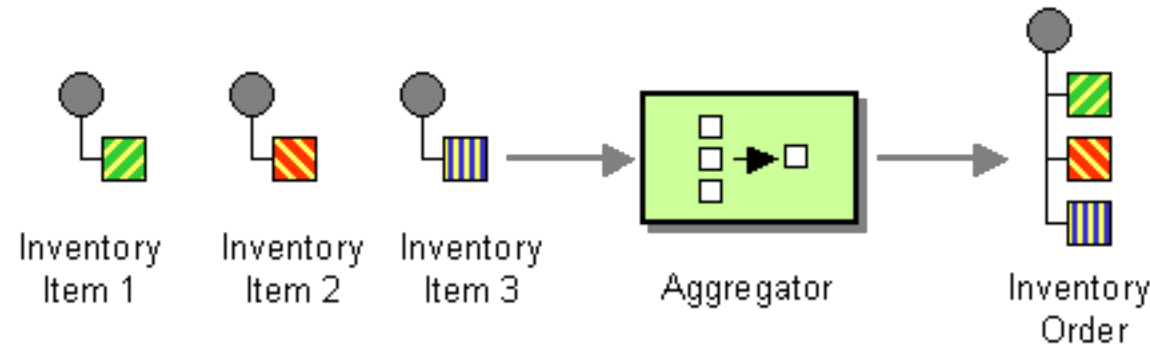 Inventory
Item 1
Inventory
Item 2
Inventory
Item 3
Aggregator
Inventory
Order